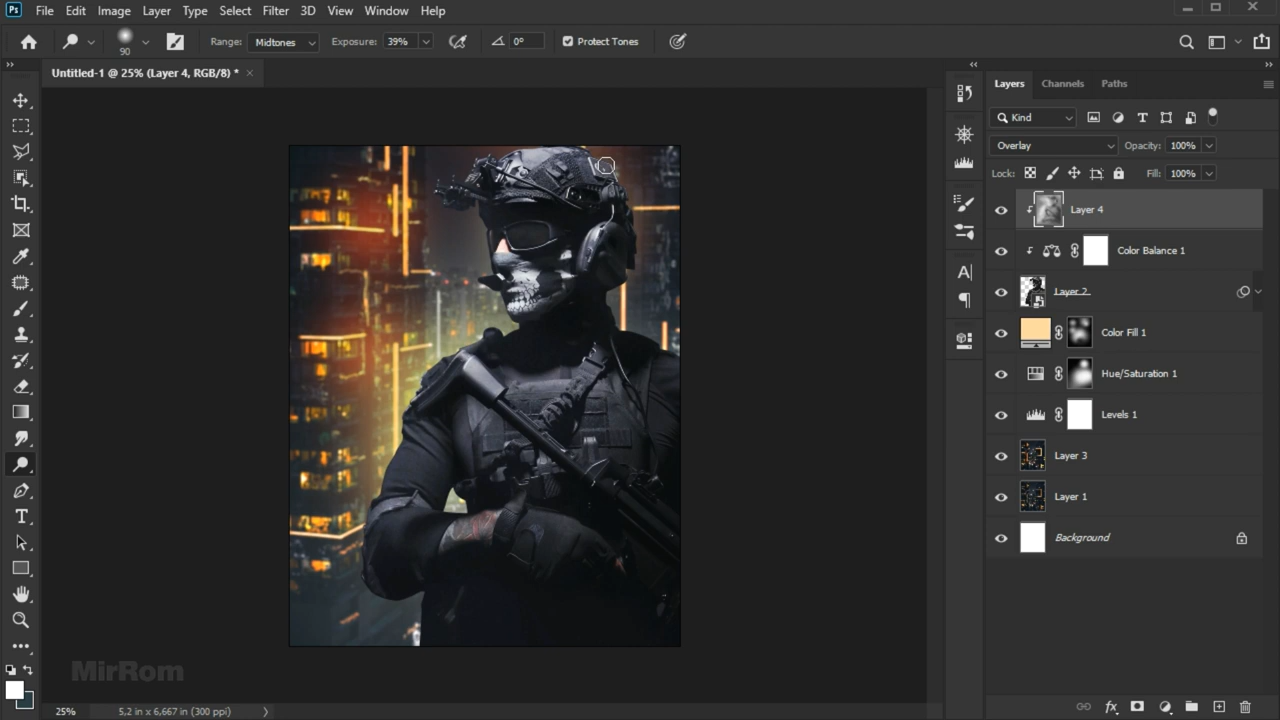 Ps File Edit Image Layer Type Select Filter 3D View Window Help
90 Range: Midtones Exposure: 39% 0° Protect Tones
Untitled-1 @ 25% (Layer 4, RGB/8) * ×
Layers Channels Paths
Kind
Overlay Opacity: 100%
Lock: Fill: 100%
Layer 4
Color Balance 1
Layer 2
Color Fill 1
Hue/Saturation 1
Levels 1
Layer 3
Layer 1
Background
MirRom
25% 5,2 in x 6,667 in (300 ppi)